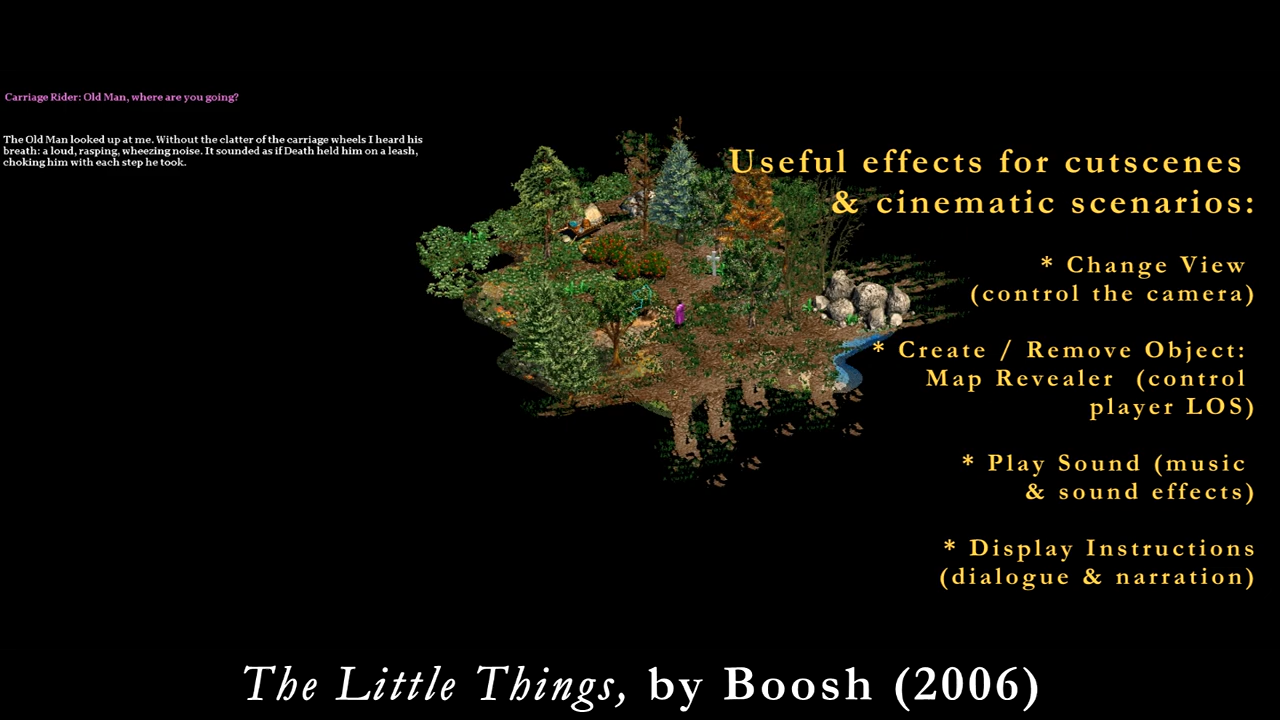 Carriage Rider: Old Man, where are you going?
The Old Man looked up at me. Without the clatter of the carriage wheels I heard his
breath: a loud, rasping, wheezing noise. It sounded as if Death held him on a leash,
choking him with each step he took.
Useful effects for cutscenes
& cinematic scenarios:
* Change View
(control the camera)
* Create / Remove Object:
Map Revealer (control
player LOS)
* Play Sound (music
& sound effects)
* Display Instructions
(dialogue & narration)
The Little Things, by Boosh (2006)